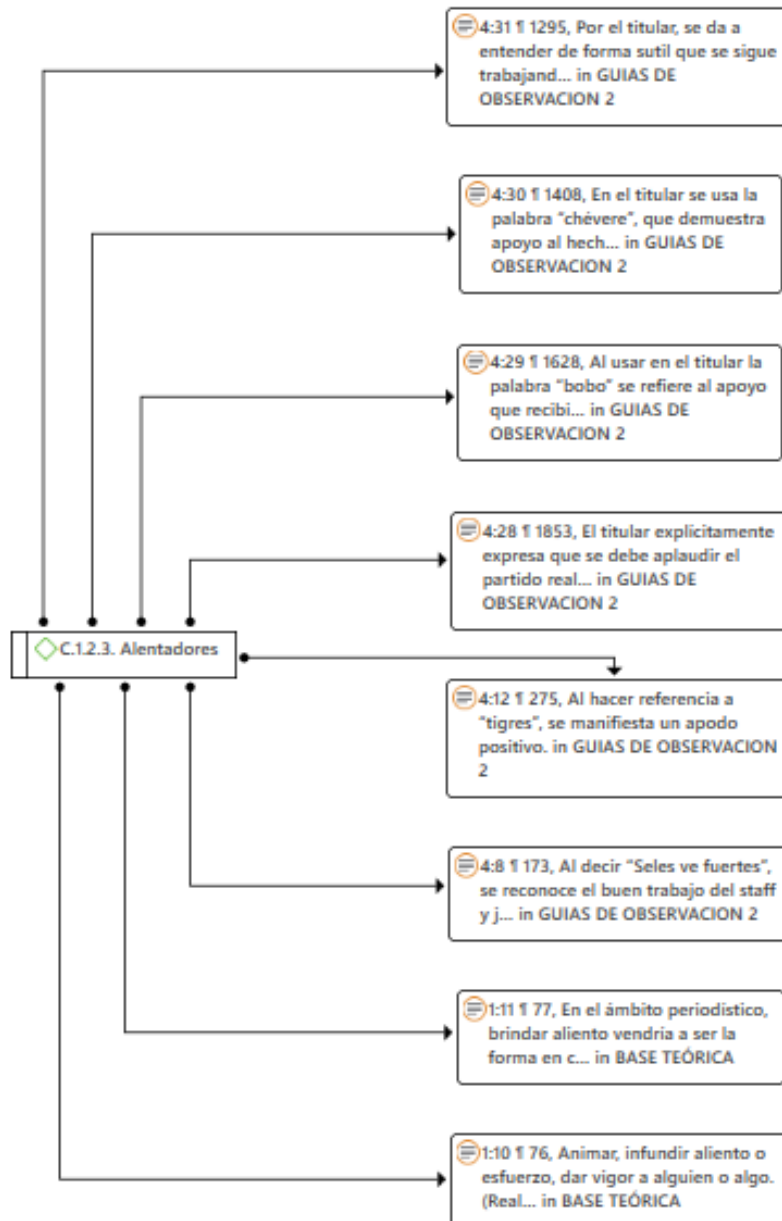 4:31 ¶ 1295, Por el titular, se da a
entender de forma sutil que se sigue
trabajand... in GUIAS DE
OBSERVACION 2
4:30 ¶ 1408, En el titular se usa la
palabra “chévere”, que demuestra
apoyo al hech... in GUIAS DE
OBSERVACION 2
4:29 ¶ 1628, Al usar en el titular la
palabra “bobo” se refiere al apoyo
que recibi... in GUIAS DE
OBSERVACION 2
4:28 ¶ 1853, El titular explícitamente
expresa que se debe aplaudir el
partido real... in GUIAS DE
OBSERVACION 2
C.1.2.3. Alentadores
4:12 ¶ 275, Al hacer referencia a
“tigres”, se manifiesta un apodo
positivo. in GUIAS DE OBSERVACION
2
4:8 ¶ 173, Al decir “Seles ve fuertes”,
se reconoce el buen trabajo del staff
y j... in GUIAS DE OBSERVACION 2
1:11 ¶ 77, En el ámbito periodístico,
brindar aliento vendría a ser la
forma en c... in BASE TEÓRICA
1:10 ¶ 76, Animar, infundir aliento o
esfuerzo, dar vigor a alguien o algo.
(Real... in BASE TEÓRICA